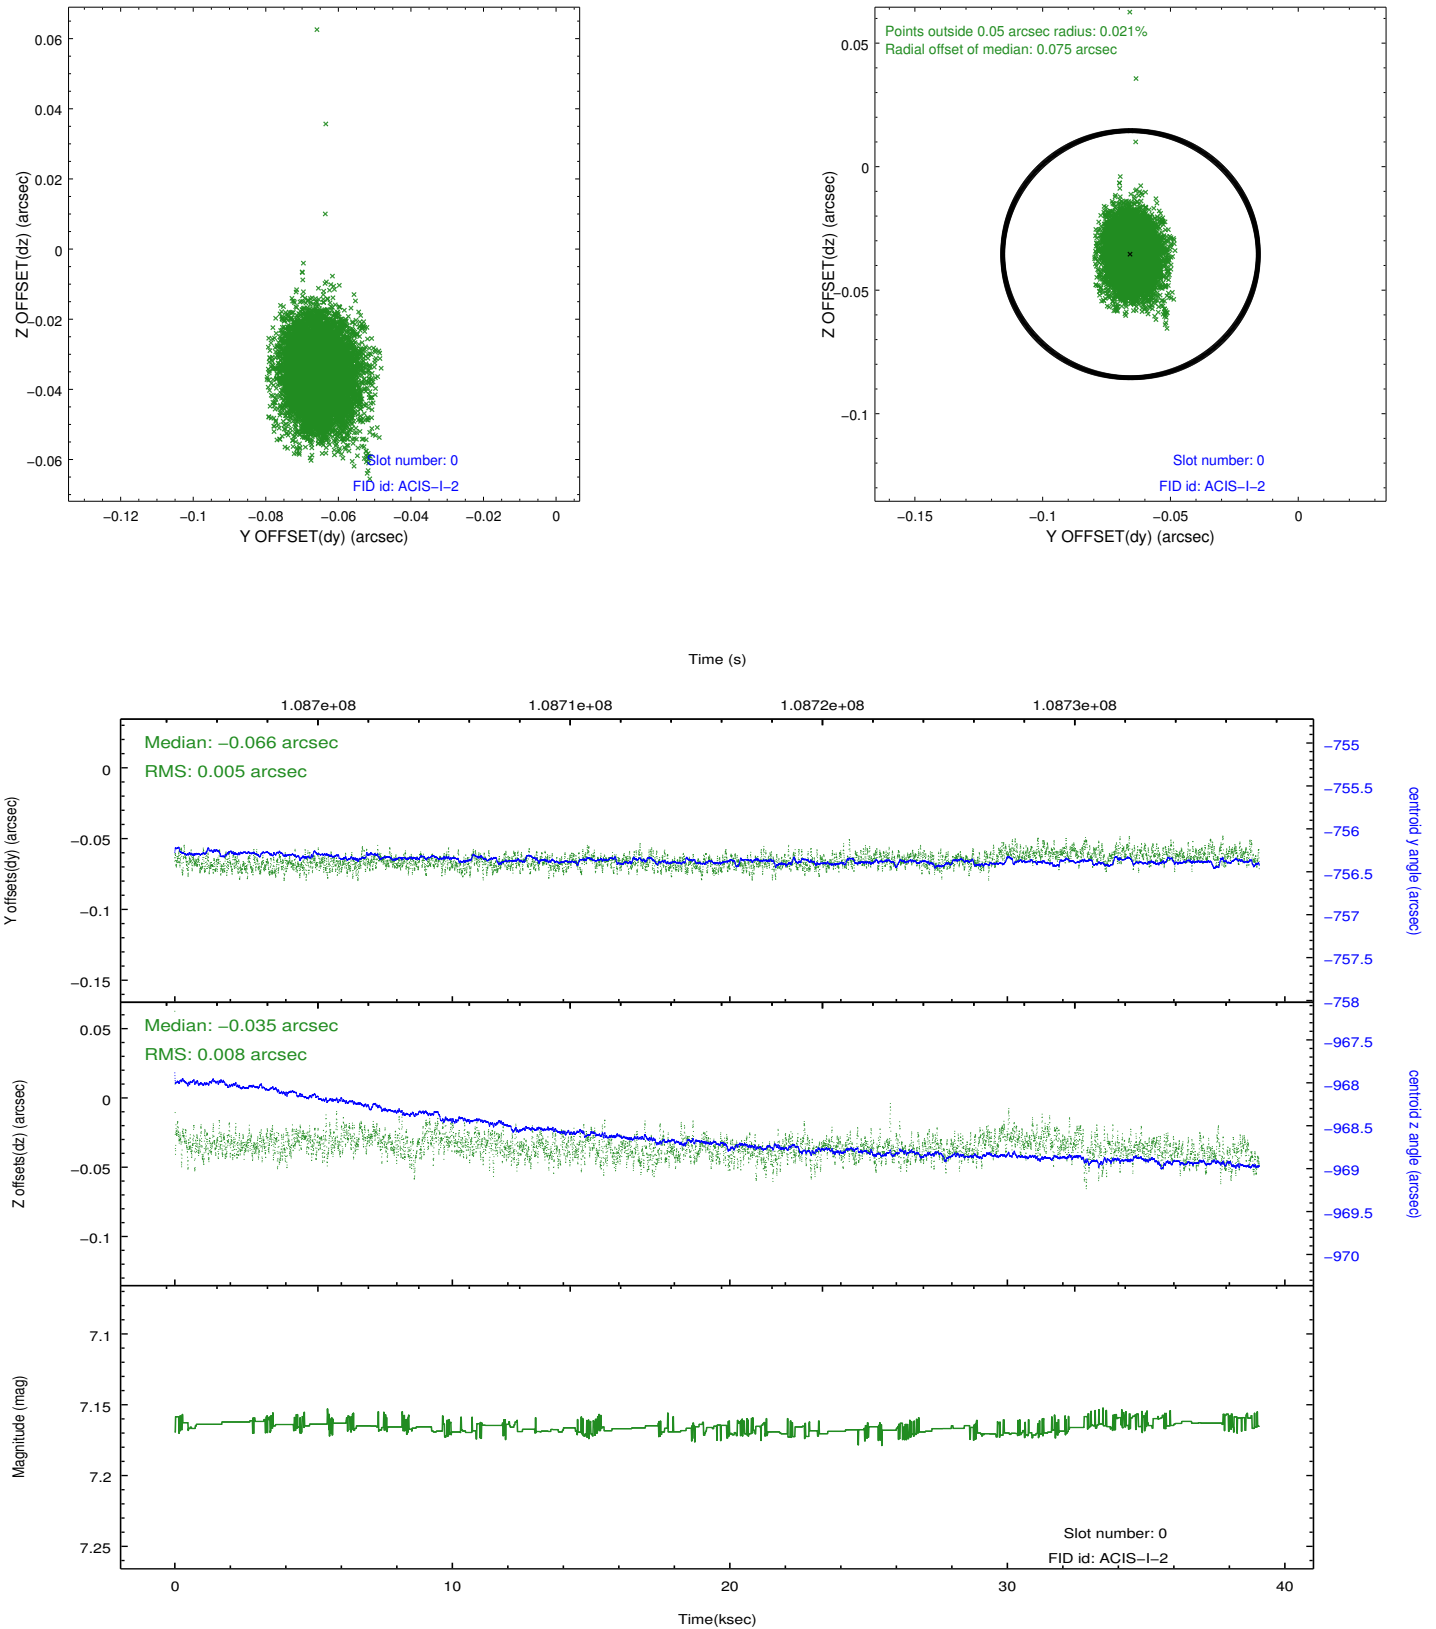 0.06
0.04
0.02
0
−0.02
−0.04
−0.06
Z OFFSET(dz) (arcsec)
Slot number: 0
FID id: ACIS−I−2
−0.12 −0.1 −0.08 −0.06 −0.04 −0.02 0
Y OFFSET(dy) (arcsec)
Points outside 0.05 arcsec radius: 0.021%
Radial offset of median: 0.075 arcsec
0.05
0
−0.05
−0.1
Z OFFSET(dz) (arcsec)
Slot number: 0
FID id: ACIS−I−2
−0.15 −0.1 −0.05 0
Y OFFSET(dy) (arcsec)
Time (s)
1.087e+08 1.0871e+08 1.0872e+08 1.0873e+08
Median: −0.066 arcsec
RMS: 0.005 arcsec
0
−0.05
−0.1
−0.15
Y offsets(dy) (arcsec)
−755
−755.5
−756
−756.5
−757
−757.5
−758
centroid y angle (arcsec)
Median: −0.035 arcsec
RMS: 0.008 arcsec
0.05
0
−0.05
−0.1
Z offsets(dz) (arcsec)
−967.5
−968
−968.5
−969
−969.5
−970
centroid z angle (arcsec)
7.1
7.15
7.2
7.25
Magnitude (mag)
Slot number: 0
FID id: ACIS−I−2
0 10 20 30 40
Time(ksec)